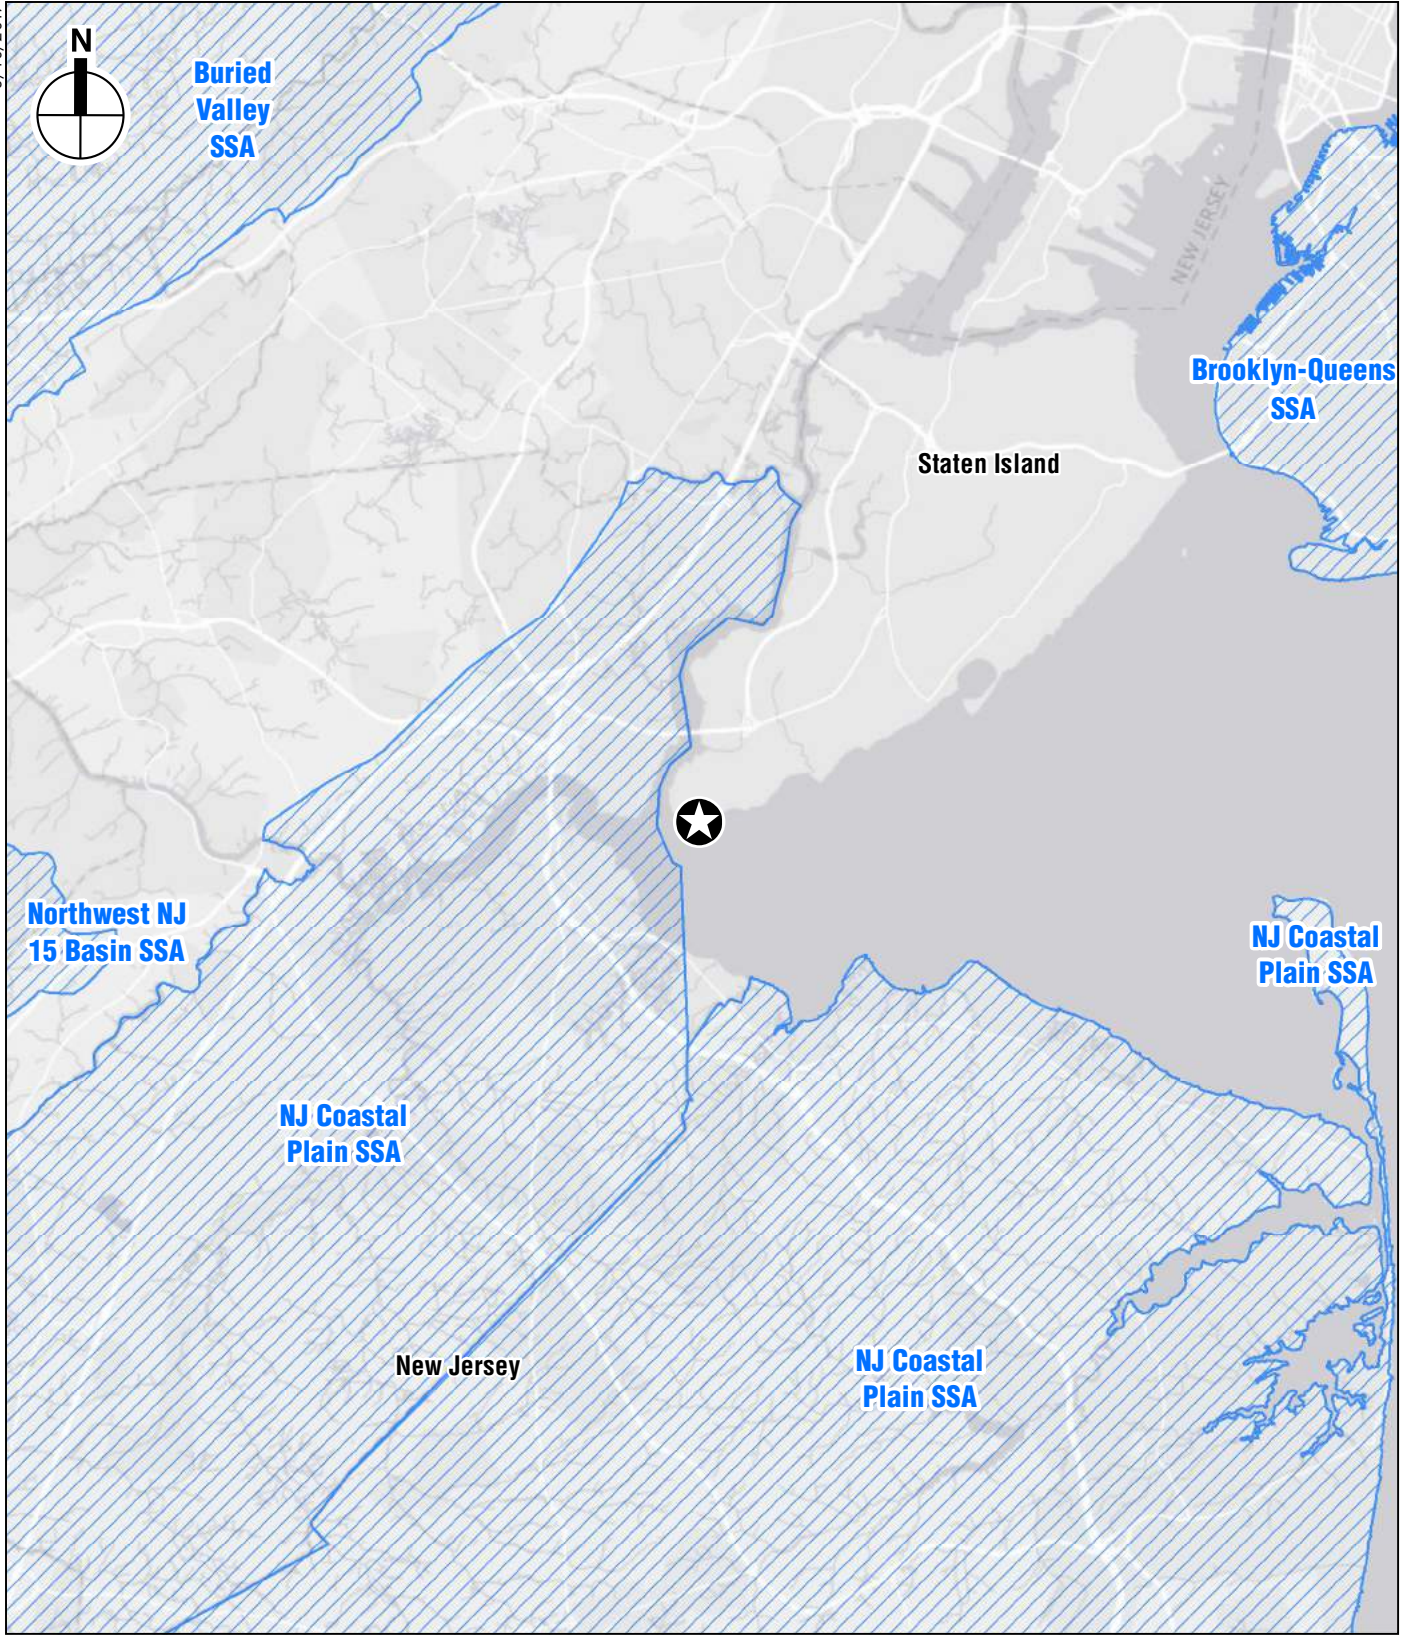 N
Buried
Valley
SSA
NEW JERSEY
Brooklyn-Queens
SSA
Staten Island
Northwest NJ
15 Basin SSA
NJ Coastal
Plain SSA
NJ Coastal
Plain SSA
New Jersey
NJ Coastal
Plain SSA